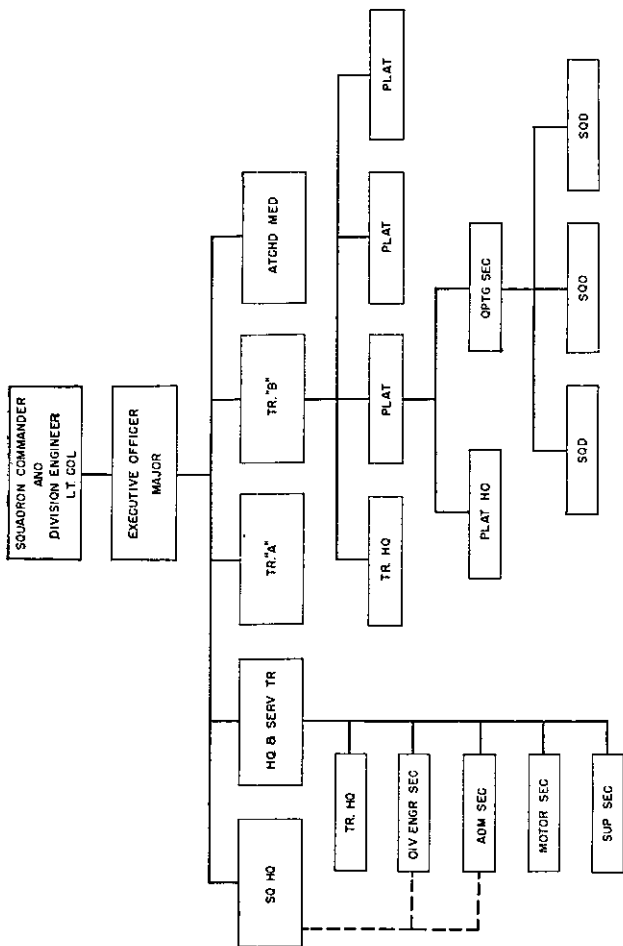 SQUADRON COMMANDER
AND
DIVISION ENGINEER
LT. COL
EXECUTIVE OFFICER
MAJOR
SQ HQ
HQ & SERV TR
TR. "A"
TR. "B"
ATCHD MED
TR. HQ
DIV ENGR SEC
ADM SEC
MOTOR SEC
SUP SEC
TR. HQ
PLAT
PLAT
PLAT
PLAT HQ
OPTG SEC
SQD
SQD
SQD